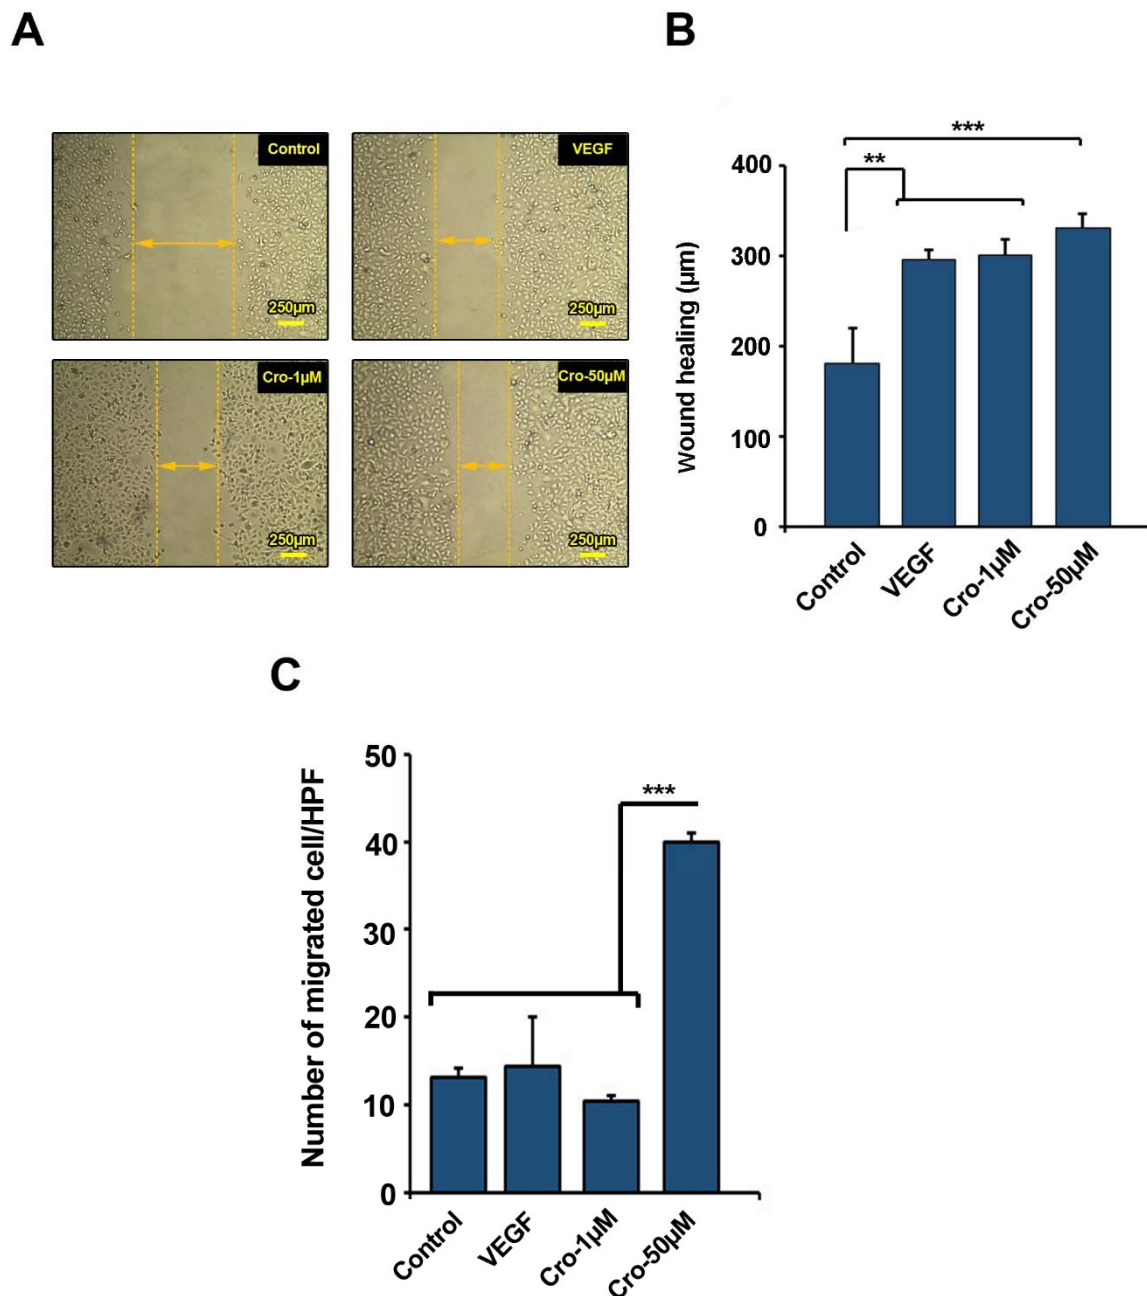 A
Control
250µm
VEGF
250µm
Cro-1µM
250µm
Cro-50µM
250µm
B
***
**
Wound healing (µm)
400
300
200
100
0
Control
VEGF
Cro-1µM
Cro-50µM
C
***
Number of migrated cell/HPF
50
40
30
20
10
0
Control
VEGF
Cro-1µM
Cro-50µM